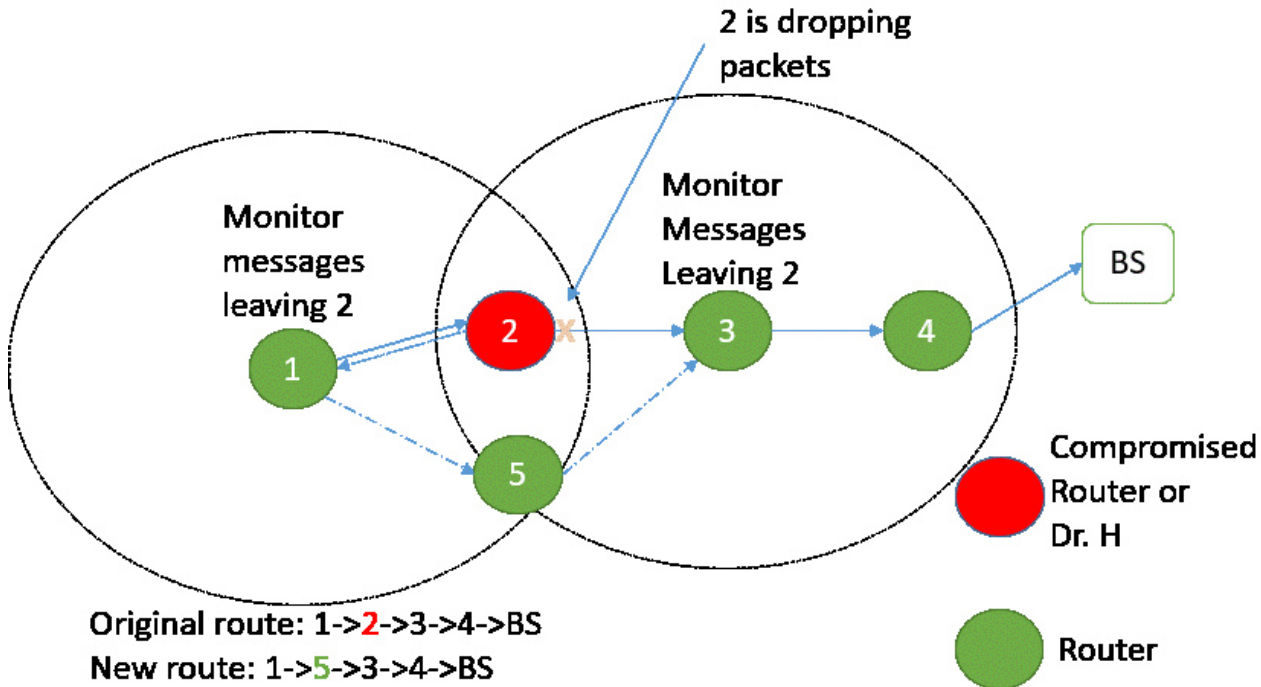 2 is dropping
packets
Monitor
messages
leaving 2
Monitor
Messages
Leaving 2
BS
2
X
3
4
1
5
Compromised
Router or
Dr. H
Original route: 1->2->3->4->BS
New route: 1->5->3->4->BS
Router